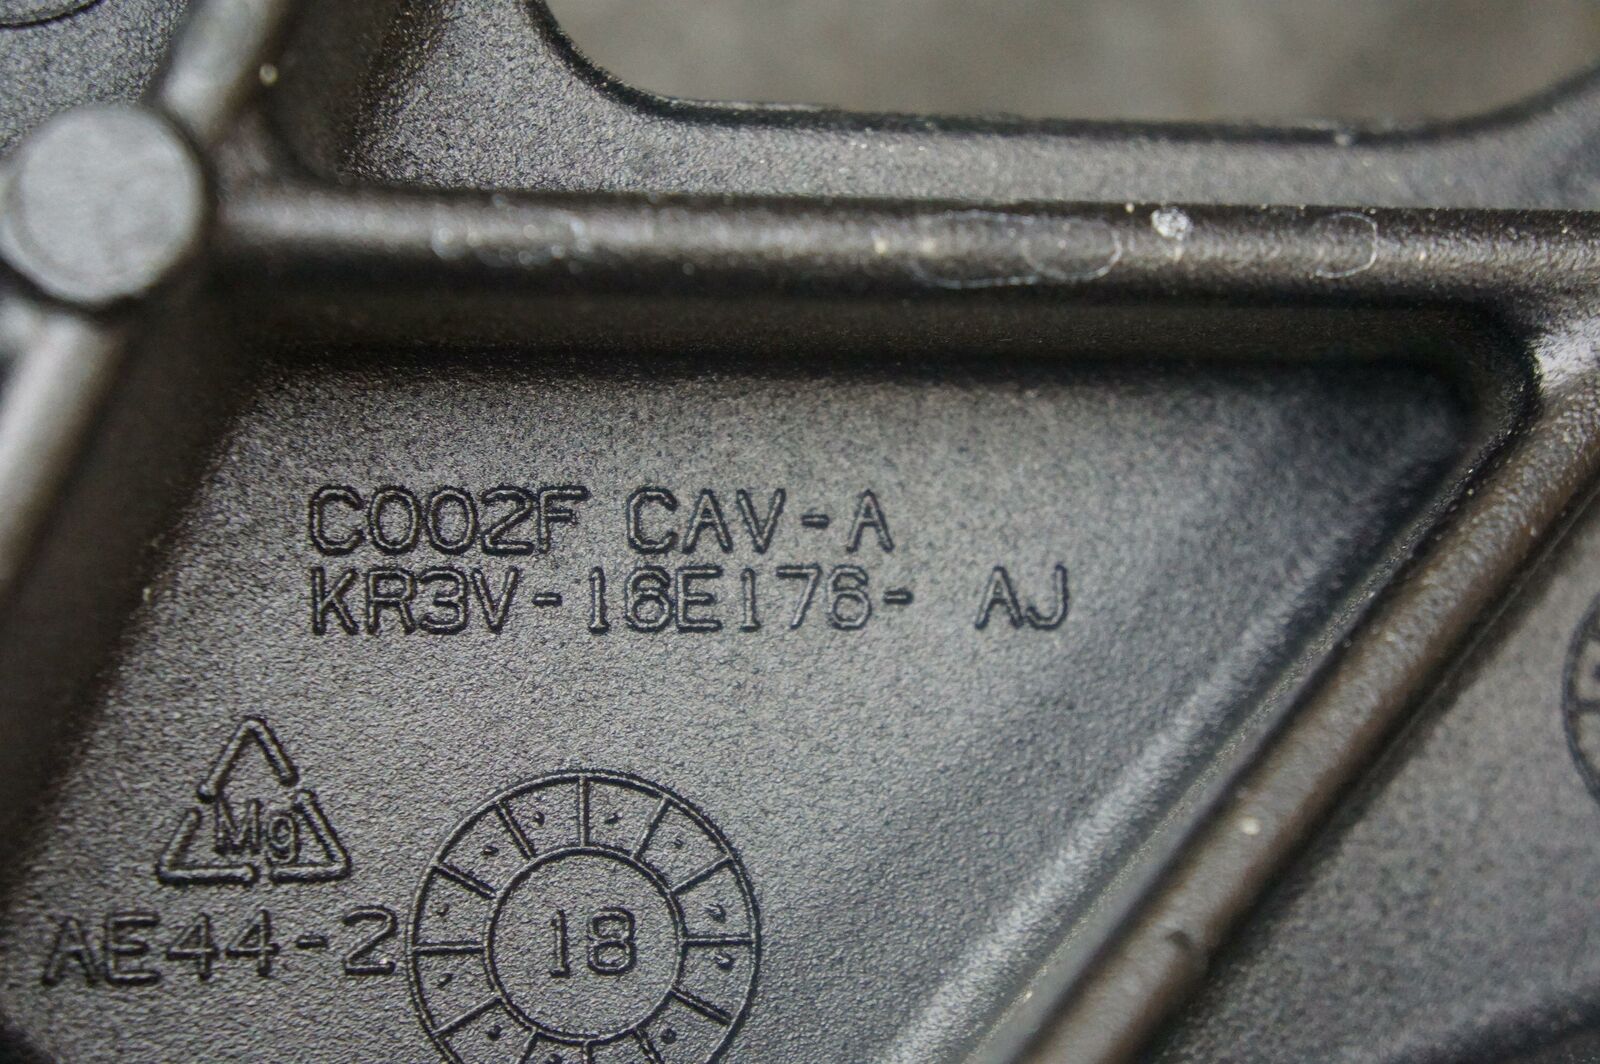 C002F CAV-A
KR3V-16E176- AJ
Mg
AE44-2
18